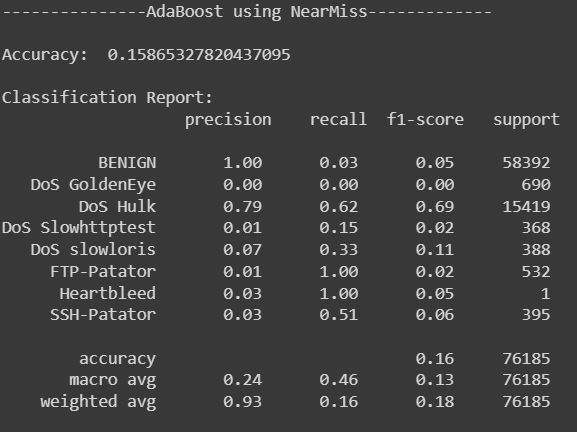 ---------------AdaBoost using NearMiss-------------
Accuracy:  0.15865327820437095
Classification Report:
precision    recall  f1-score   support
BENIGN       1.00      0.03      0.05     58392
DoS GoldenEye       0.00      0.00      0.00       690
DoS Hulk       0.79      0.62      0.69     15419
DoS Slowhttptest       0.01      0.15      0.02       368
DoS slowloris       0.07      0.33      0.11       388
FTP-Patator       0.01      1.00      0.02       532
Heartbleed       0.03      1.00      0.05         1
SSH-Patator       0.03      0.51      0.06       395
accuracy                           0.16     76185
macro avg       0.24      0.46      0.13     76185
weighted avg       0.93      0.16      0.18     76185